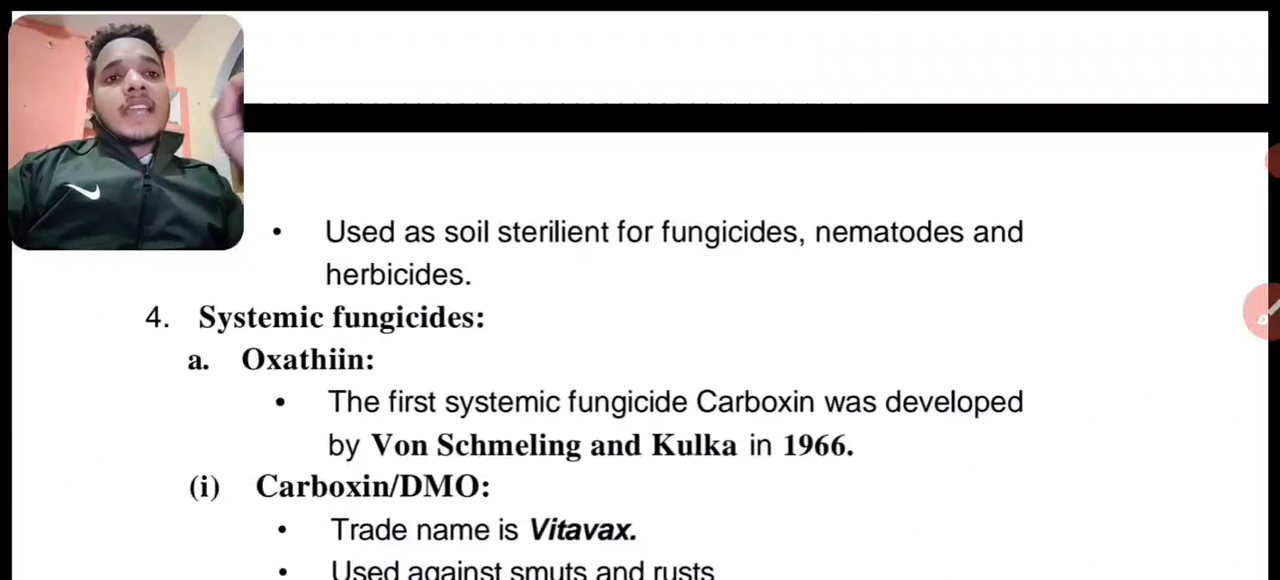 • Used as soil sterilient for fungicides, nematodes and
herbicides.
4. Systemic fungicides:
a. Oxathiin:
• The first systemic fungicide Carboxin was developed
by Von Schmeling and Kulka in 1966.
(i) Carboxin/DMO:
• Trade name is Vitavax.
• Used against smuts and rusts